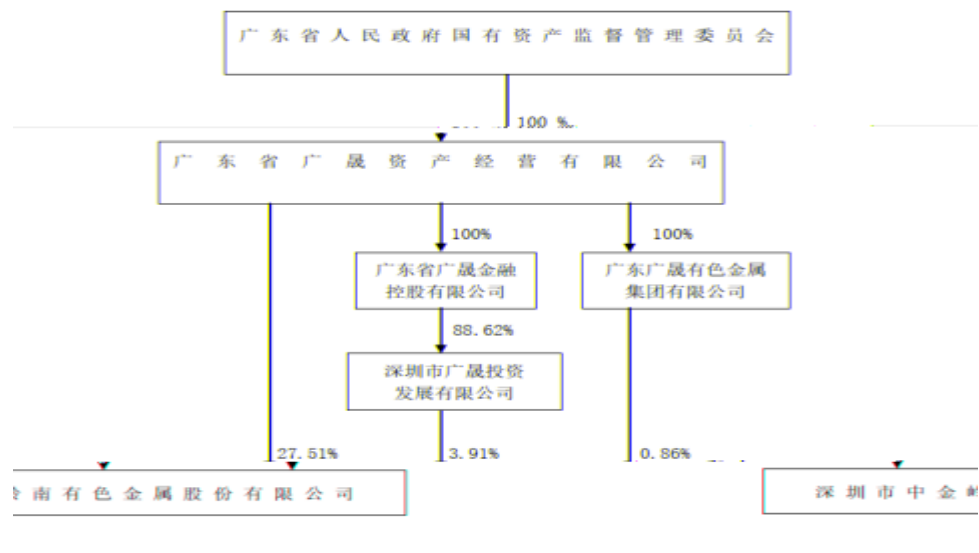 广东省人民政府国有资产监督管理委员会
100 %
广东省广晟资产经营有限公司
100%
100%
广东省广晟金融
控股有限公司
广东广晟有色金属
集团有限公司
88.62%
深圳市广晟投资
发展有限公司
27.51%
3.91%
0.86%
南有色金属股份有限公司
深圳市中金